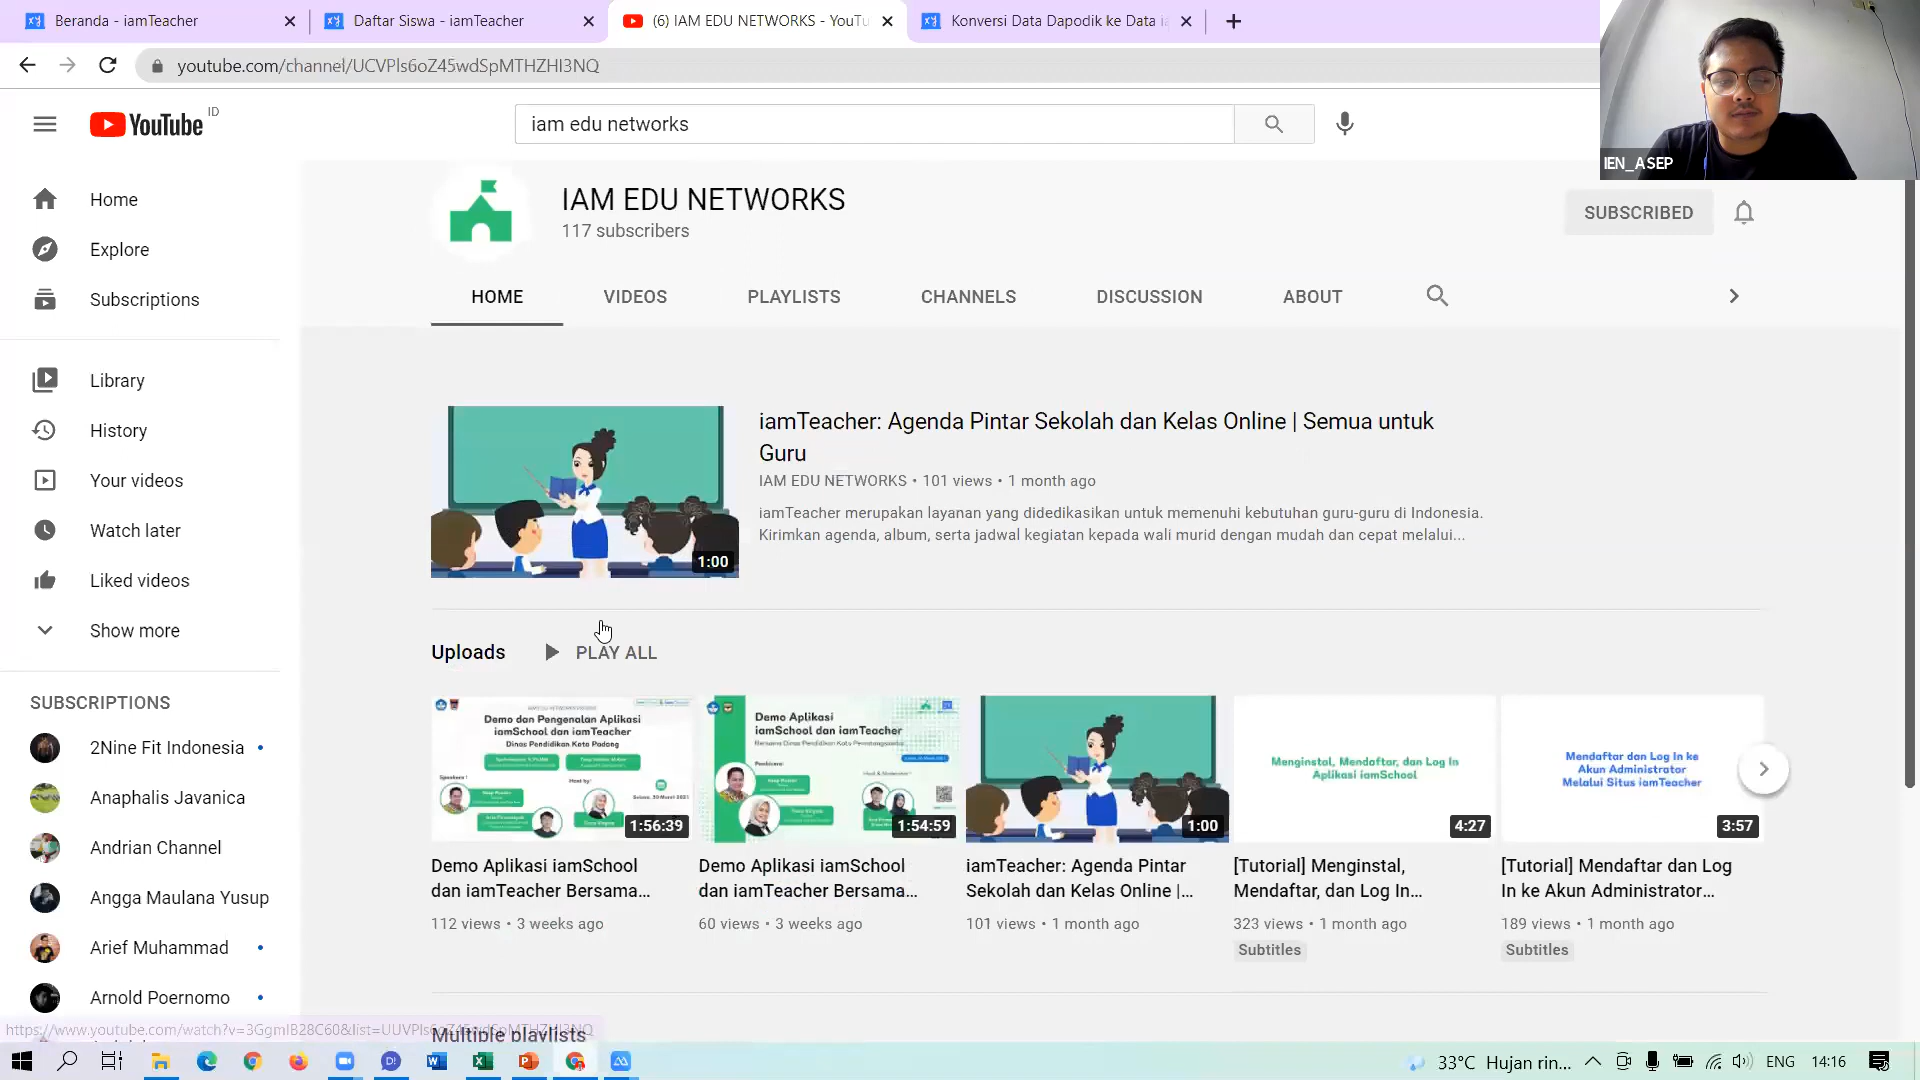 Beranda - iamTeacher
Daftar Siswa - iamTeacher
(6) IAM EDU NETWORKS - YouTu
Konversi Data Dapodik ke Data ia
youtube.com/channel/UCVPls6oZ45wdSpMTHZHI3NQ
YouTube ID
iam edu networks
IEN_ASEP
Home
Explore
Subscriptions
Library
History
Your videos
Watch later
Liked videos
Show more
SUBSCRIPTIONS
2Nine Fit Indonesia
Anaphalis Javanica
Andrian Channel
Angga Maulana Yusup
Arief Muhammad
Arnold Poernomo
IAM EDU NETWORKS
117 subscribers
SUBSCRIBED
HOME
VIDEOS
PLAYLISTS
CHANNELS
DISCUSSION
ABOUT
1:00
iamTeacher: Agenda Pintar Sekolah dan Kelas Online | Semua untuk
Guru
IAM EDU NETWORKS • 101 views • 1 month ago
iamTeacher merupakan layanan yang didedikasikan untuk memenuhi kebutuhan guru-guru di Indonesia.
Kirimkan agenda, album, serta jadwal kegiatan kepada wali murid dengan mudah dan cepat melalui...
Uploads
PLAY ALL
Demo dan Pengenalan Aplikasi
iamSchool dan iamTeacher
Dinas Pendidikan Kota Padang
1:56:39
Demo Aplikasi iamSchool
dan iamTeacher Bersama...
112 views • 3 weeks ago
Demo Aplikasi
iamSchool dan iamTeacher
1:54:59
Demo Aplikasi iamSchool
dan iamTeacher Bersama...
60 views • 3 weeks ago
1:00
iamTeacher: Agenda Pintar
Sekolah dan Kelas Online |...
101 views • 1 month ago
Menginstal, Mendaftar, dan Log In
Aplikasi iamSchool
4:27
[Tutorial] Menginstal,
Mendaftar, dan Log In...
323 views • 1 month ago
Subtitles
Mendaftar dan Log In ke
Akun Administrator
Melalui Situs iamTeacher
3:57
[Tutorial] Mendaftar dan Log
In ke Akun Administrator...
189 views • 1 month ago
Subtitles
Multiple playlists
33°C Hujan rin...
ENG
14:16